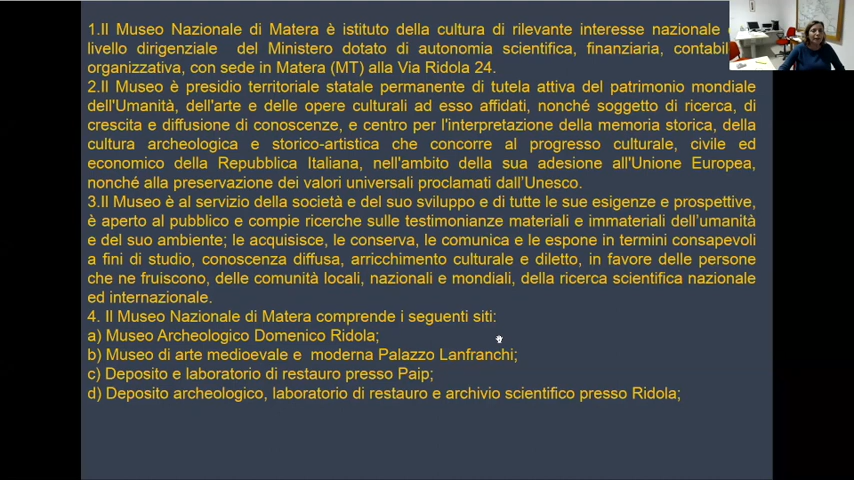 1.Il Museo Nazionale di Matera è istituto della cultura di rilevante interesse nazionale
livello dirigenziale del Ministero dotato di autonomia scientifica, finanziaria,
organizzativa, con sede in Matera (MT) alla Via Ridola 24.
2.Il Museo è presidio territoriale statale permanente di tutela attiva del patrimonio mondiale
dell'Umanità, dell'arte e delle opere culturali ad esso affidati, nonché soggetto di ricerca, di
crescita e diffusione di conoscenze, e centro per l'interpretazione della memoria storica, della
cultura archeologica e storico-artistica che concorre al progresso culturale, civile ed
economico della Repubblica Italiana, nell'ambito della sua adesione all'Unione Europea,
nonché alla preservazione dei valori universali proclamati dall'Unesco.
3.Il Museo è al servizio della società e del suo sviluppo e di tutte le sue esigenze e prospettive,
è aperto al pubblico e compie ricerche sulle testimonianze materiali e immateriali dell'umanità
e del suo ambiente; le acquisisce, le conserva, le comunica e le espone in termini consapevoli
a fini di studio, conoscenza diffusa, arricchimento culturale e diletto, in favore delle persone
che ne fruiscono, delle comunità locali, nazionali e mondiali, della ricerca scientifica nazionale
ed internazionale.
4. Il Museo Nazionale di Matera comprende i seguenti siti:
a) Museo Archeologico Domenico Ridola;
b) Museo di arte medioevale e moderna Palazzo Lanfranchi;
c) Deposito e laboratorio di restauro presso Paip;
d) Deposito archeologico, laboratorio di restauro e archivio scientifico presso Ridola;